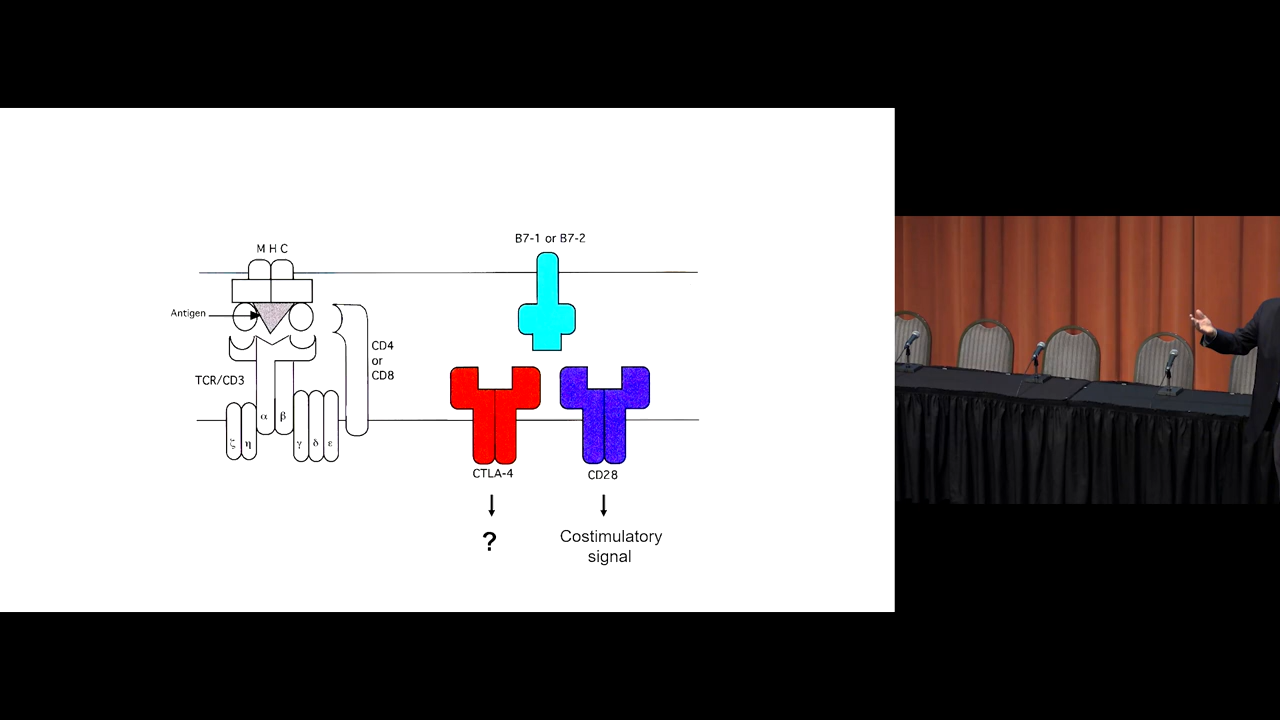 M H C
B7-1 or B7-2
Antigen
CD4
or
CD8
TCR/CD3
α
β
ζ
η
γ
δ
ε
CTLA-4
CD28
?
Costimulatory
signal